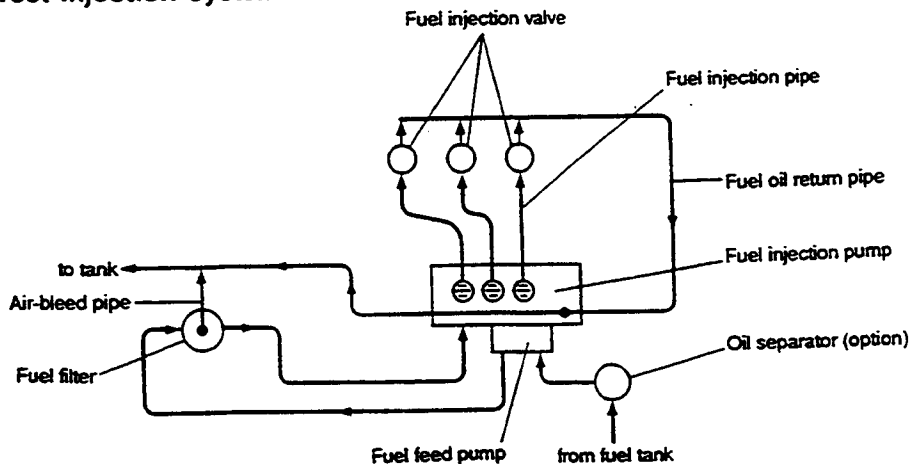 Fuel injection valve
Fuel injection pipe
Fuel oil return pipe
Fuel injection pump
to tank
Air-bleed pipe
Oil separator (option)
Fuel filter
Fuel feed pump
from fuel tank